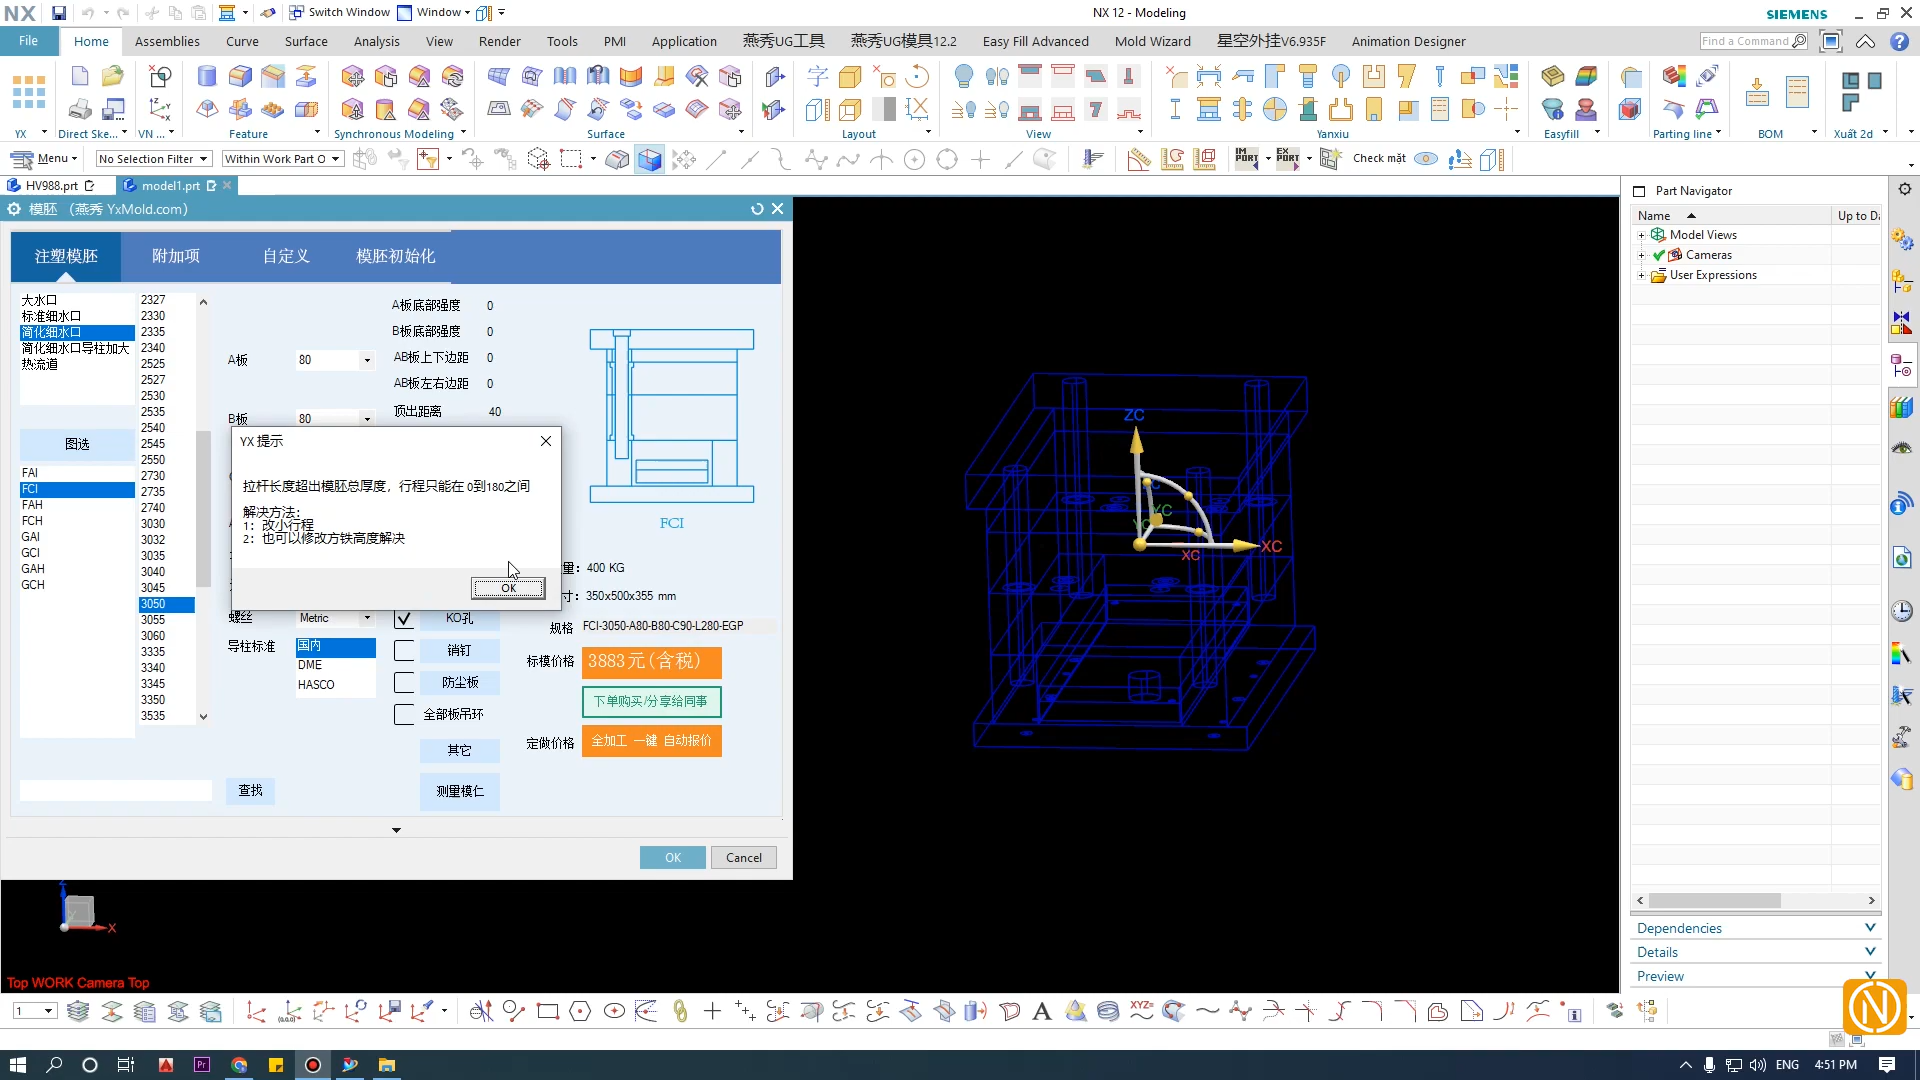 NX
Switch Window
Window
NX 12 - Modeling
SIEMENS
File
Home
Assemblies
Curve
Surface
Analysis
View
Render
Tools
PMI
Application
燕秀UG工具
燕秀UG模具12.2
Easy Fill Advanced
Mold Wizard
星空外挂V6.935F
Animation Designer
Find a Command
YX
Direct Ske...
VN ...
Feature
Synchronous Modeling
Surface
Layout
View
Yanxiu
Easyfill
Parting line
BOM
Xuất 2d
Menu
No Selection Filter
Within Work Part O
IM PORT
EX PORT
Check mặt
HV988.prt
model1.prt
模胚 (燕秀 YxMold.com)
注塑模胚
附加项
自定义
模胚初始化
大水口
标准细水口
简化细水口
简化细水口导柱加大
热流道
图选
FAI
FCI
FAH
FCH
GAI
GCI
GAH
GCH
2327
2330
2335
2340
2525
2527
2530
2535
2540
2545
2550
2730
2735
2740
3030
3032
3035
3040
3045
3050
3055
3060
3335
3340
3345
3350
3535
A板
80
B板
80
A板底部强度 0
B板底部强度 0
AB板上下边距 0
AB板左右边距 0
顶出距离 40
FCI
YX 提示
拉杆长度超出模胚总厚度，行程只能在 0到180之间
解决方法:
1：改小行程
2：也可以修改方铁高度解决
OK
量: 400 KG
寸: 350x500x355 mm
螺丝
Metric
KO孔
规格 FCI-3050-A80-B80-C90-L280-EGP
导柱标准
国内
DME
HASCO
销钉
防尘板
全部板吊环
其它
测量模仁
标模价格
3883元(含税)
下单购买/分享给同事
定做价格
全加工 一键 自动报价
查找
OK
Cancel
ZC
YC
XC
XC
X
Top WORK Camera Top
Part Navigator
Name
Up to Da
Model Views
Cameras
User Expressions
Dependencies
Details
Preview
1
XYZ=
ENG
4:51 PM